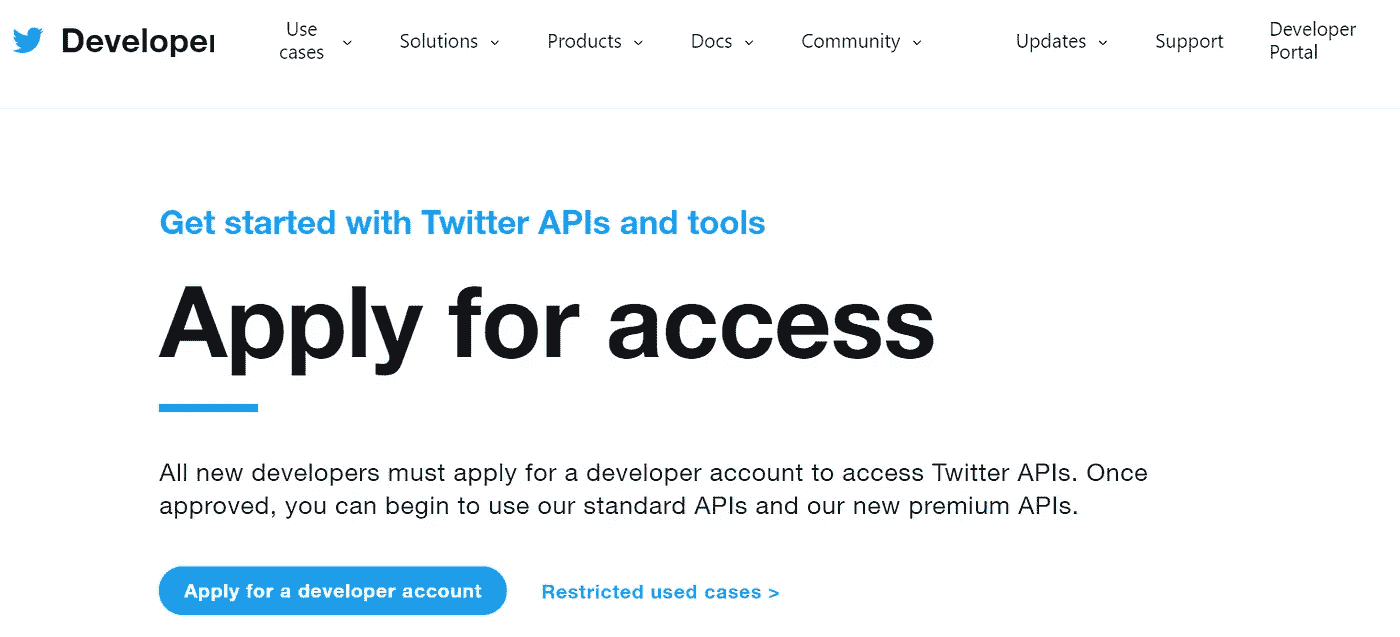 Developer
Use cases
Solutions
Products
Docs
Community
Updates
Support
Developer Portal
Get started with Twitter APIs and tools
Apply for access
All new developers must apply for a developer account to access Twitter APIs. Once
approved, you can begin to use our standard APIs and our new premium APIs.
Apply for a developer account
Restricted used cases >